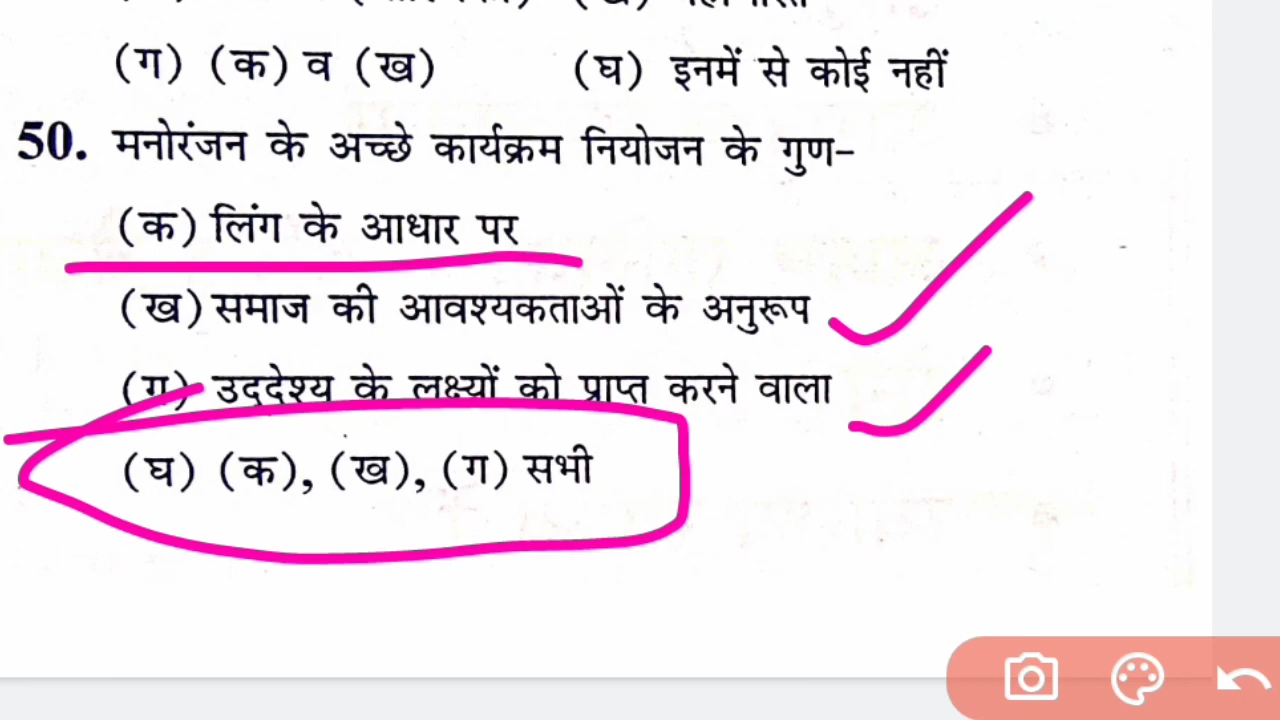 (ग) (क) व (ख) (घ) इनमें से कोई नहीं
50. मनोरंजन के अच्छे कार्यक्रम नियोजन के गुण-
(क) लिंग के आधार पर
(ख) समाज की आवश्यकताओं के अनुरूप
(ग) उद्देश्य के लक्ष्यों को प्राप्त करने वाला
(घ) (क), (ख), (ग) सभी